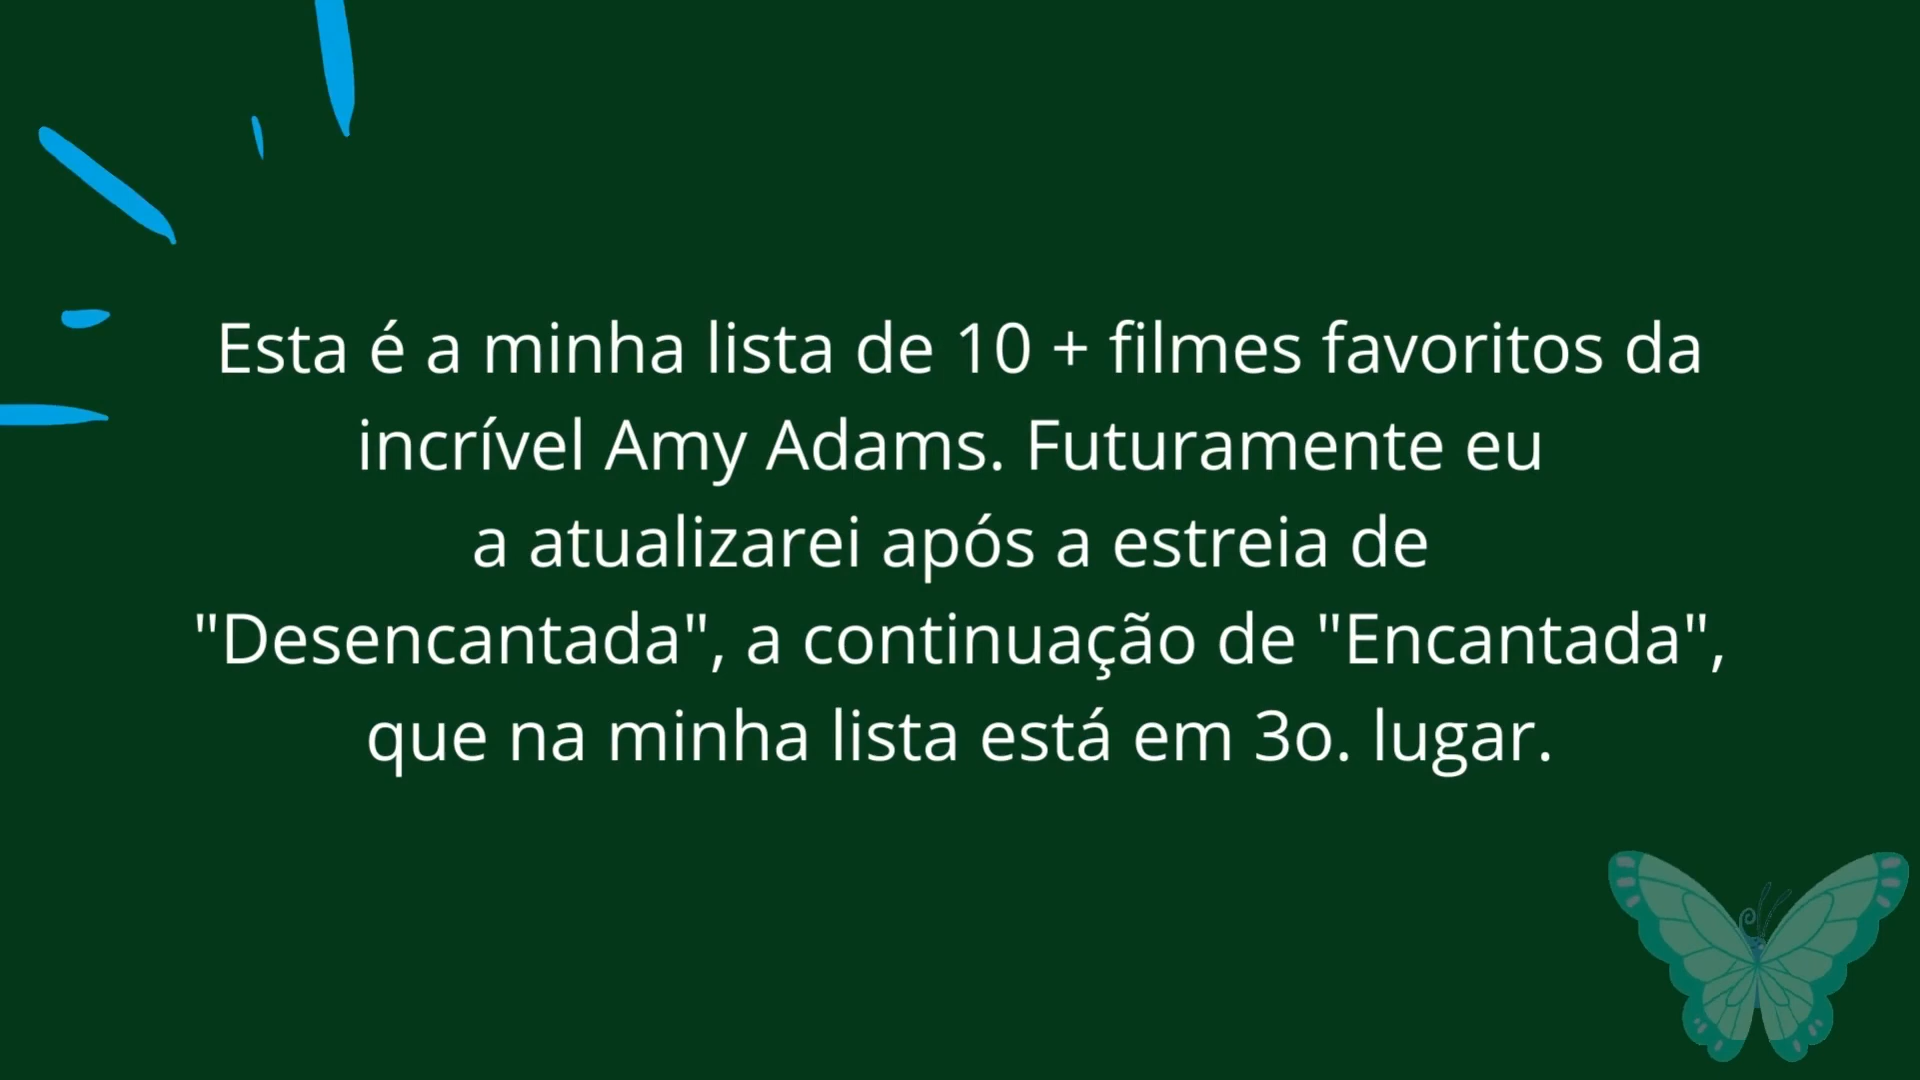 Esta é a minha lista de 10 + filmes favoritos da
incrível Amy Adams. Futuramente eu
a atualizarei após a estreia de
"Desencantada", a continuação de "Encantada",
que na minha lista está em 3o. lugar.